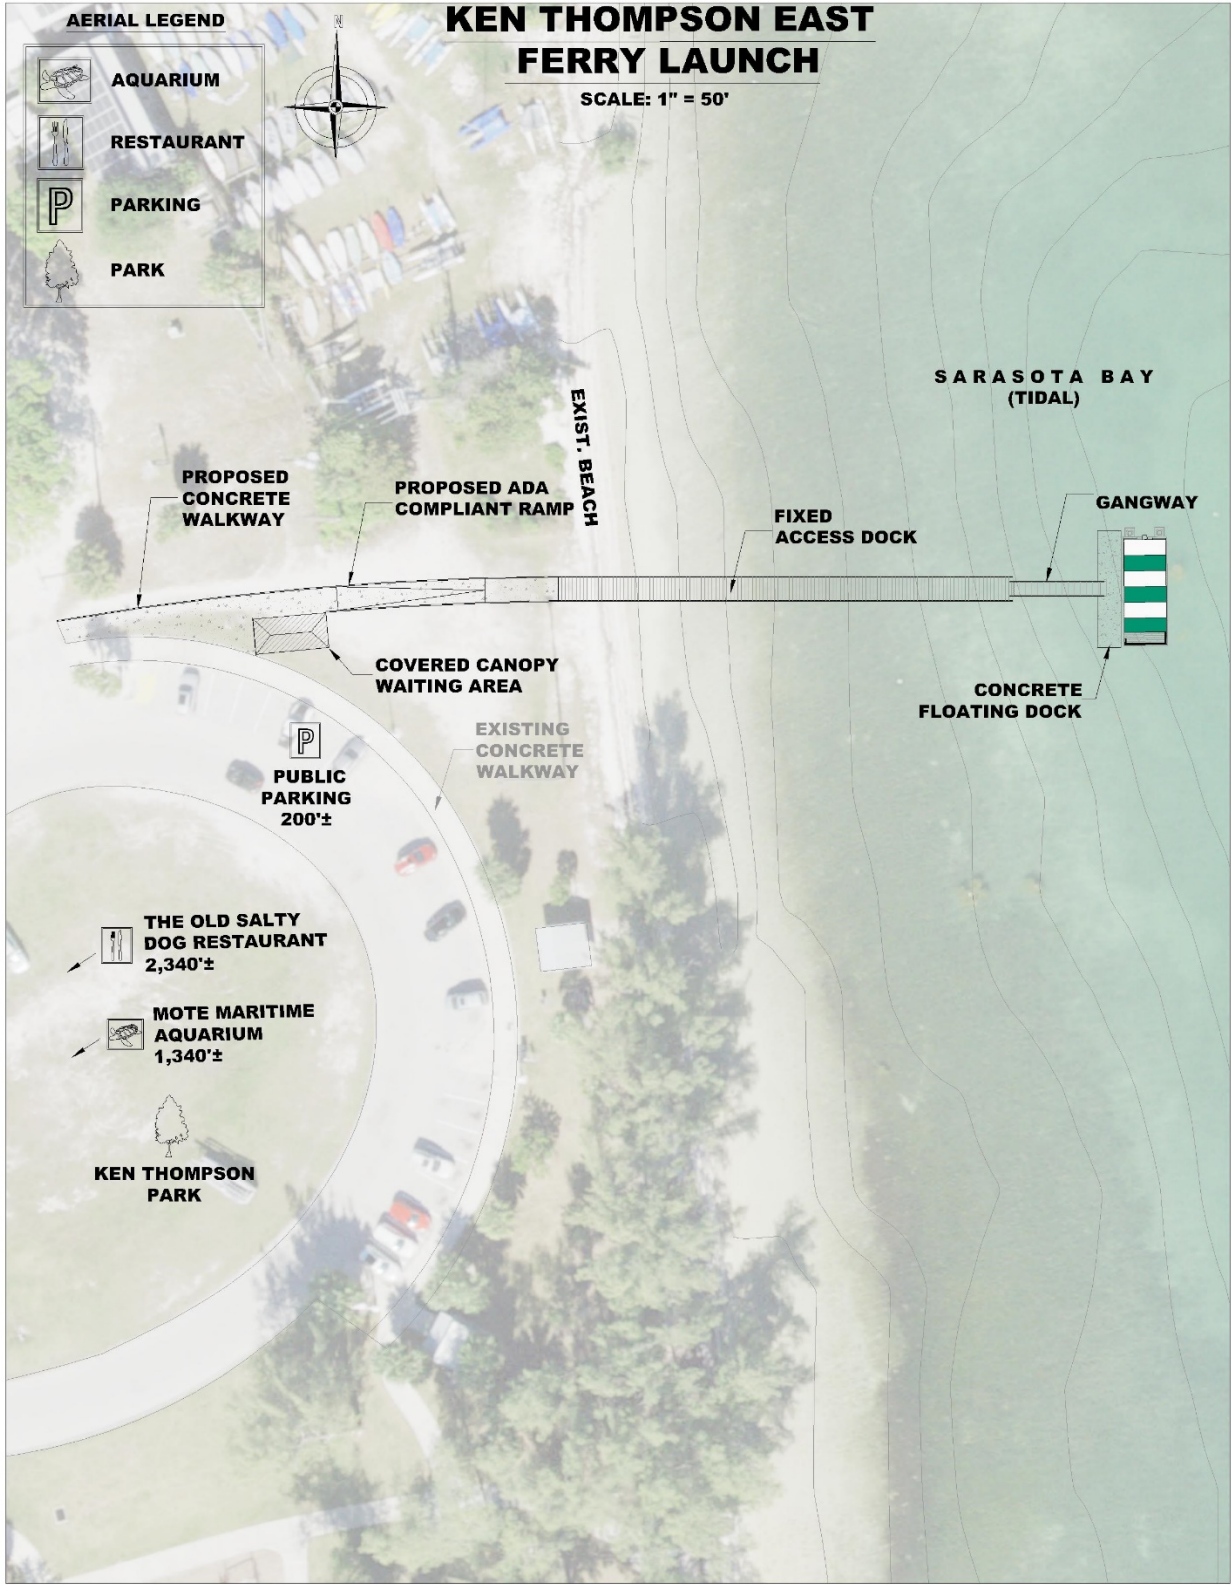 AERIAL LEGEND
AQUARIUM
RESTAURANT
P
PARKING
PARK
N
KEN THOMPSON EAST
FERRY LAUNCH
SCALE: 1" = 50'
SARASOTA BAY
(TIDAL)
EXIST. BEACH
PROPOSED
CONCRETE
WALKWAY
PROPOSED ADA
COMPLIANT RAMP
FIXED
ACCESS DOCK
GANGWAY
COVERED CANOPY
WAITING AREA
CONCRETE
FLOATING DOCK
EXISTING
CONCRETE
WALKWAY
P
PUBLIC
PARKING
200'±
THE OLD SALTY
DOG RESTAURANT
2,340'±
MOTE MARITIME
AQUARIUM
1,340'±
KEN THOMPSON
PARK